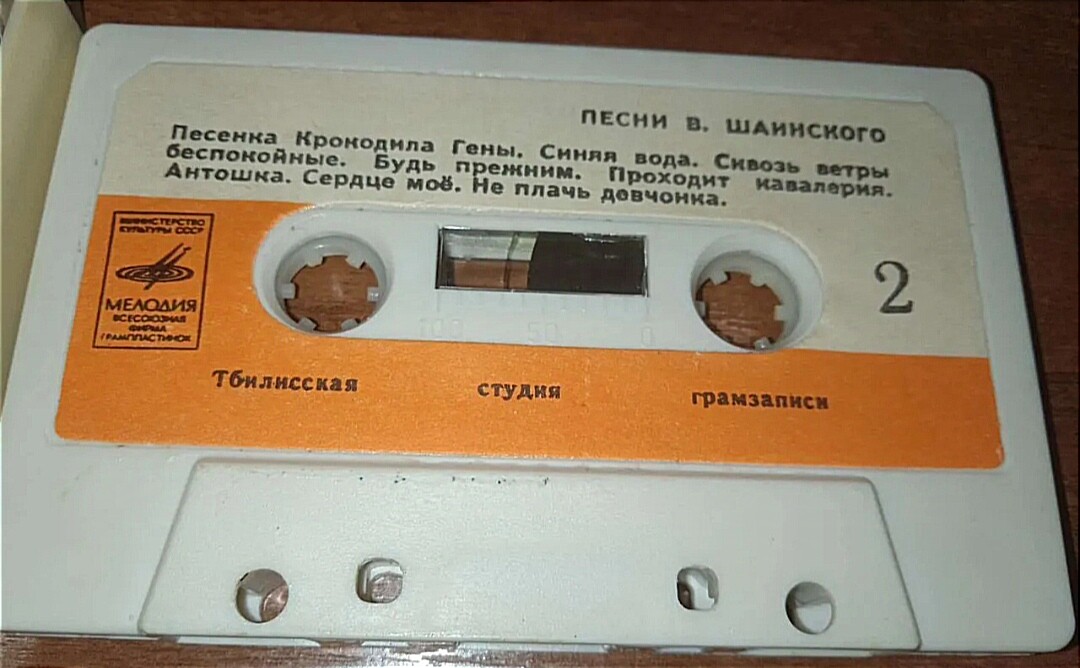 ПЕСНИ В. ШАИНСКОГО
Песенка Крокодила Гены. Синяя вода. Сквозь ветры
беспокойные. Будь прежним. Проходит кавалерия.
Антошка. Сердце моё. Не плачь девчонка.
2
МИНИСТЕРСТВО
КУЛЬТУРЫ СССР
МЕЛОДИЯ
ВСЕСОЮЗНАЯ
ФИРМА
ГРАМПЛАСТИНОК
100 50 0
Тбилисская студия грамзаписи